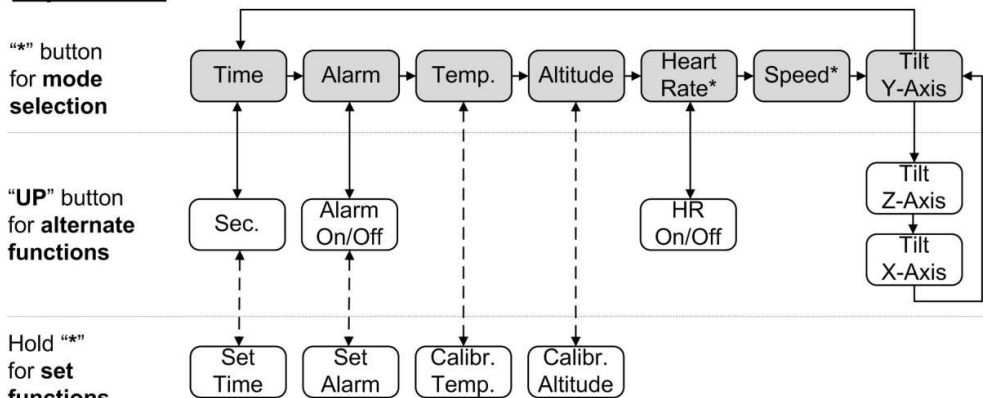 “*” button
for mode
selection
Time
Alarm
Temp.
Altitude
Heart
Rate*
Speed*
Tilt
Y-Axis
“UP” button
for alternate
functions
Sec.
Alarm
On/Off
HR
On/Off
Tilt
Z-Axis
Tilt
X-Axis
Hold “*”
for set
functions
Set
Time
Set
Alarm
Calibr.
Temp.
Calibr.
Altitude